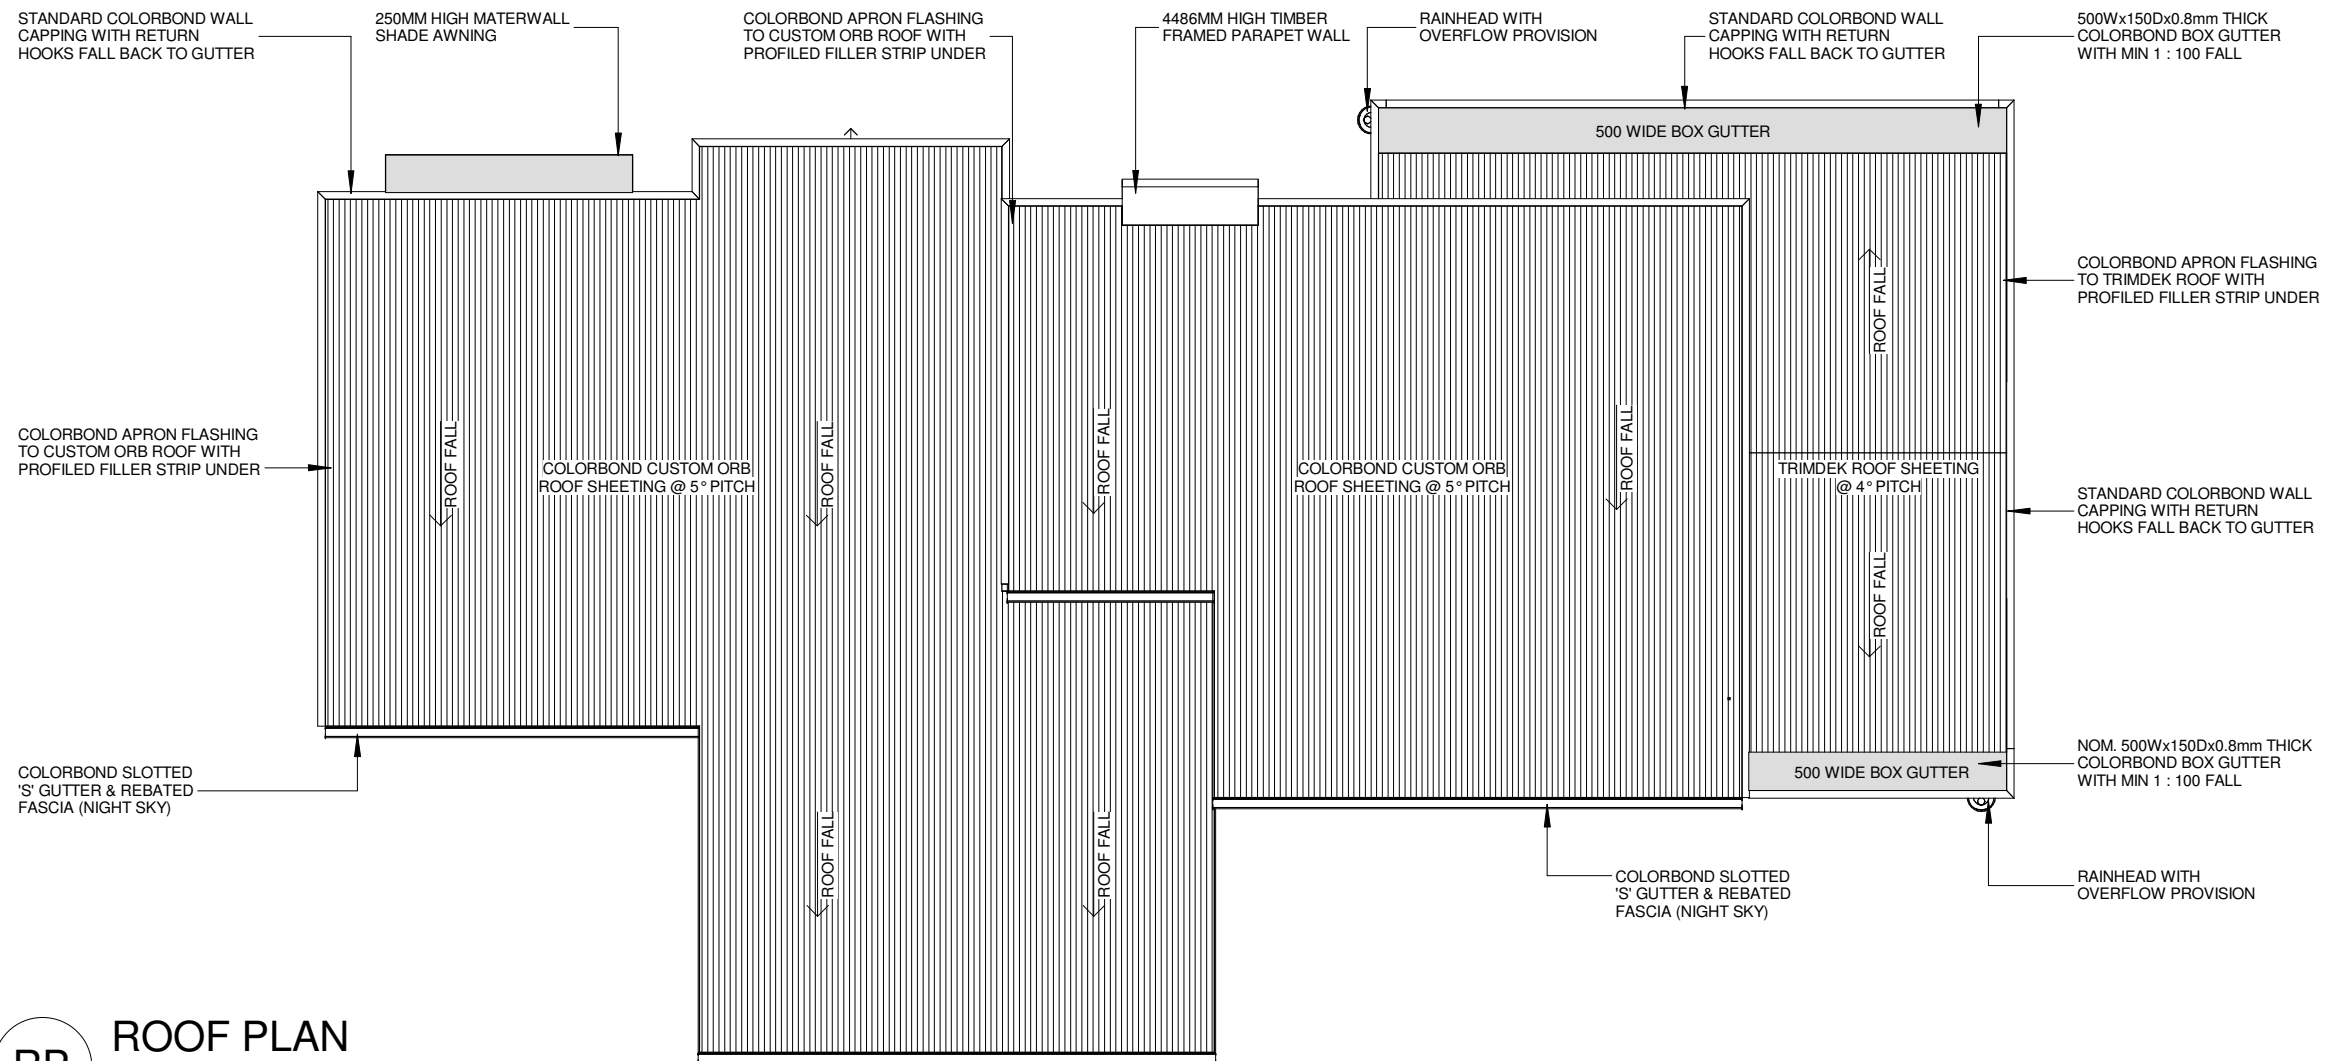 STANDARD COLORBOND WALL
CAPPING WITH RETURN
HOOKS FALL BACK TO GUTTER
250MM HIGH MATERWALL
SHADE AWNING
COLORBOND APRON FLASHING
TO CUSTOM ORB ROOF WITH
PROFILED FILLER STRIP UNDER
4486MM HIGH TIMBER
FRAMED PARAPET WALL
RAINHEAD WITH
OVERFLOW PROVISION
STANDARD COLORBOND WALL
CAPPING WITH RETURN
HOOKS FALL BACK TO GUTTER
500Wx150Dx0.8mm THICK
COLORBOND BOX GUTTER
WITH MIN 1 : 100 FALL
500 WIDE BOX GUTTER
COLORBOND APRON FLASHING
TO TRIMDEK ROOF WITH
PROFILED FILLER STRIP UNDER
ROOF FALL
COLORBOND APRON FLASHING
TO CUSTOM ORB ROOF WITH
PROFILED FILLER STRIP UNDER
ROOF FALL
COLORBOND CUSTOM ORB
ROOF SHEETING @ 5° PITCH
ROOF FALL
ROOF FALL
COLORBOND CUSTOM ORB
ROOF SHEETING @ 5° PITCH
ROOF FALL
TRIMDEK ROOF SHEETING
@ 4° PITCH
STANDARD COLORBOND WALL
CAPPING WITH RETURN
HOOKS FALL BACK TO GUTTER
ROOF FALL
COLORBOND SLOTTED
'S' GUTTER & REBATED
FASCIA (NIGHT SKY)
500 WIDE BOX GUTTER
NOM. 500Wx150Dx0.8mm THICK
COLORBOND BOX GUTTER
WITH MIN 1 : 100 FALL
ROOF FALL
ROOF FALL
COLORBOND SLOTTED
'S' GUTTER & REBATED
FASCIA (NIGHT SKY)
RAINHEAD WITH
OVERFLOW PROVISION
ROOF PLAN